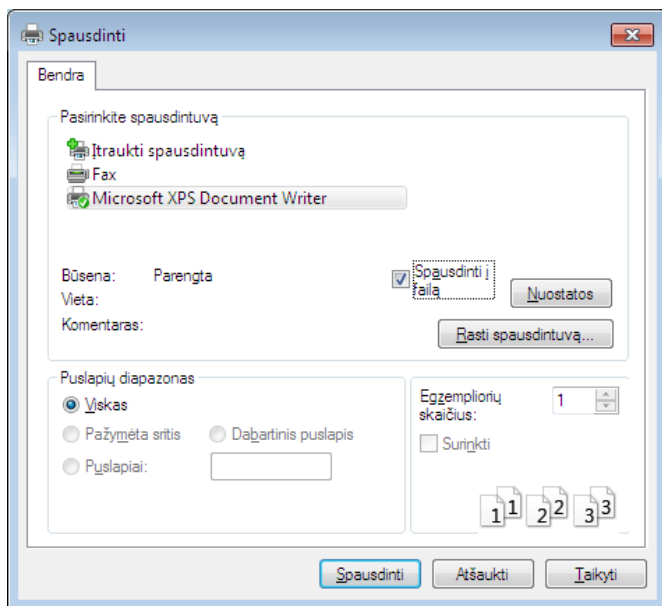 Spausdinti
Bendra
Pasirinkite spausdintuvą
Įtraukti spausdintuvą
Fax
Microsoft XPS Document Writer
Būsena: Parengta
Spausdinti į
failą
Vieta:
Nuostatos
Komentaras:
Rasti spausdintuvą...
Puslapių diapazonas
Viskas
Pažymėta sritis Dabartinis puslapis
Puslapiai:
Egzempliorių
skaičius: 1
Surinkti
1 1 2 2 3 3
Spausdinti Atšaukti Taikyti